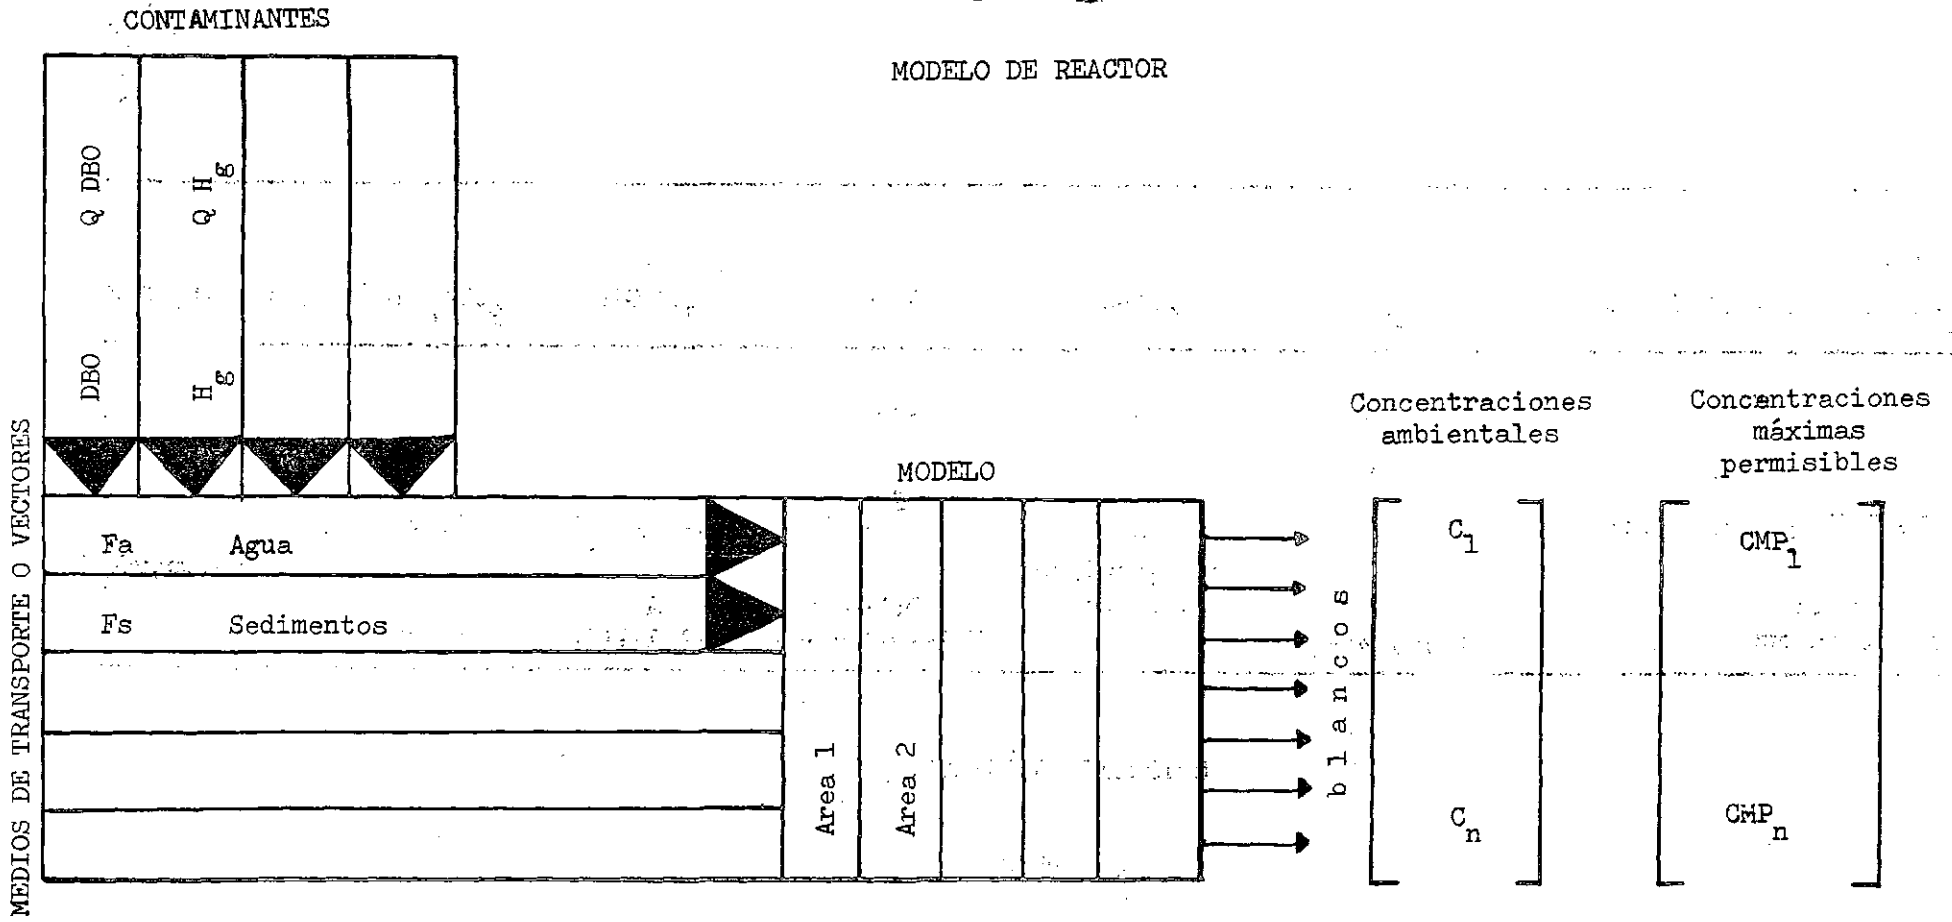 CONTAMINANTES
MODELO DE REACTOR
Q DBO
Q Hg
DBO
Hg
MEDIOS DE TRANSPORTE O VECTORES
Fa Agua
Fs Sedimentos
MODELO
Area 1
Area 2
blancos
Concentraciones
ambientales
C1
Cn
Concentraciones
máximas
permisibles
CMP1
CMPn